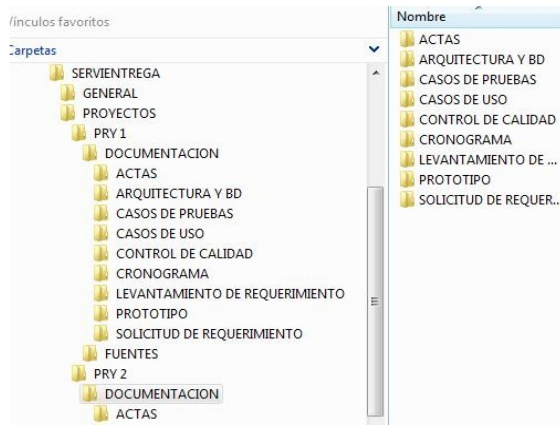 Vínculos favoritos
Carpetas
SERVIENTREGA
GENERAL
PROYECTOS
PRY 1
DOCUMENTACION
ACTAS
ARQUITECTURA Y BD
CASOS DE PRUEBAS
CASOS DE USO
CONTROL DE CALIDAD
CRONOGRAMA
LEVANTAMIENTO DE REQUERIMIENTO
PROTOTIPO
SOLICITUD DE REQUERIMIENTO
FUENTES
PRY 2
DOCUMENTACION
ACTAS
Nombre
ACTAS
ARQUITECTURA Y BD
CASOS DE PRUEBAS
CASOS DE USO
CONTROL DE CALIDAD
CRONOGRAMA
LEVANTAMIENTO DE ...
PROTOTIPO
SOLICITUD DE REQUER...